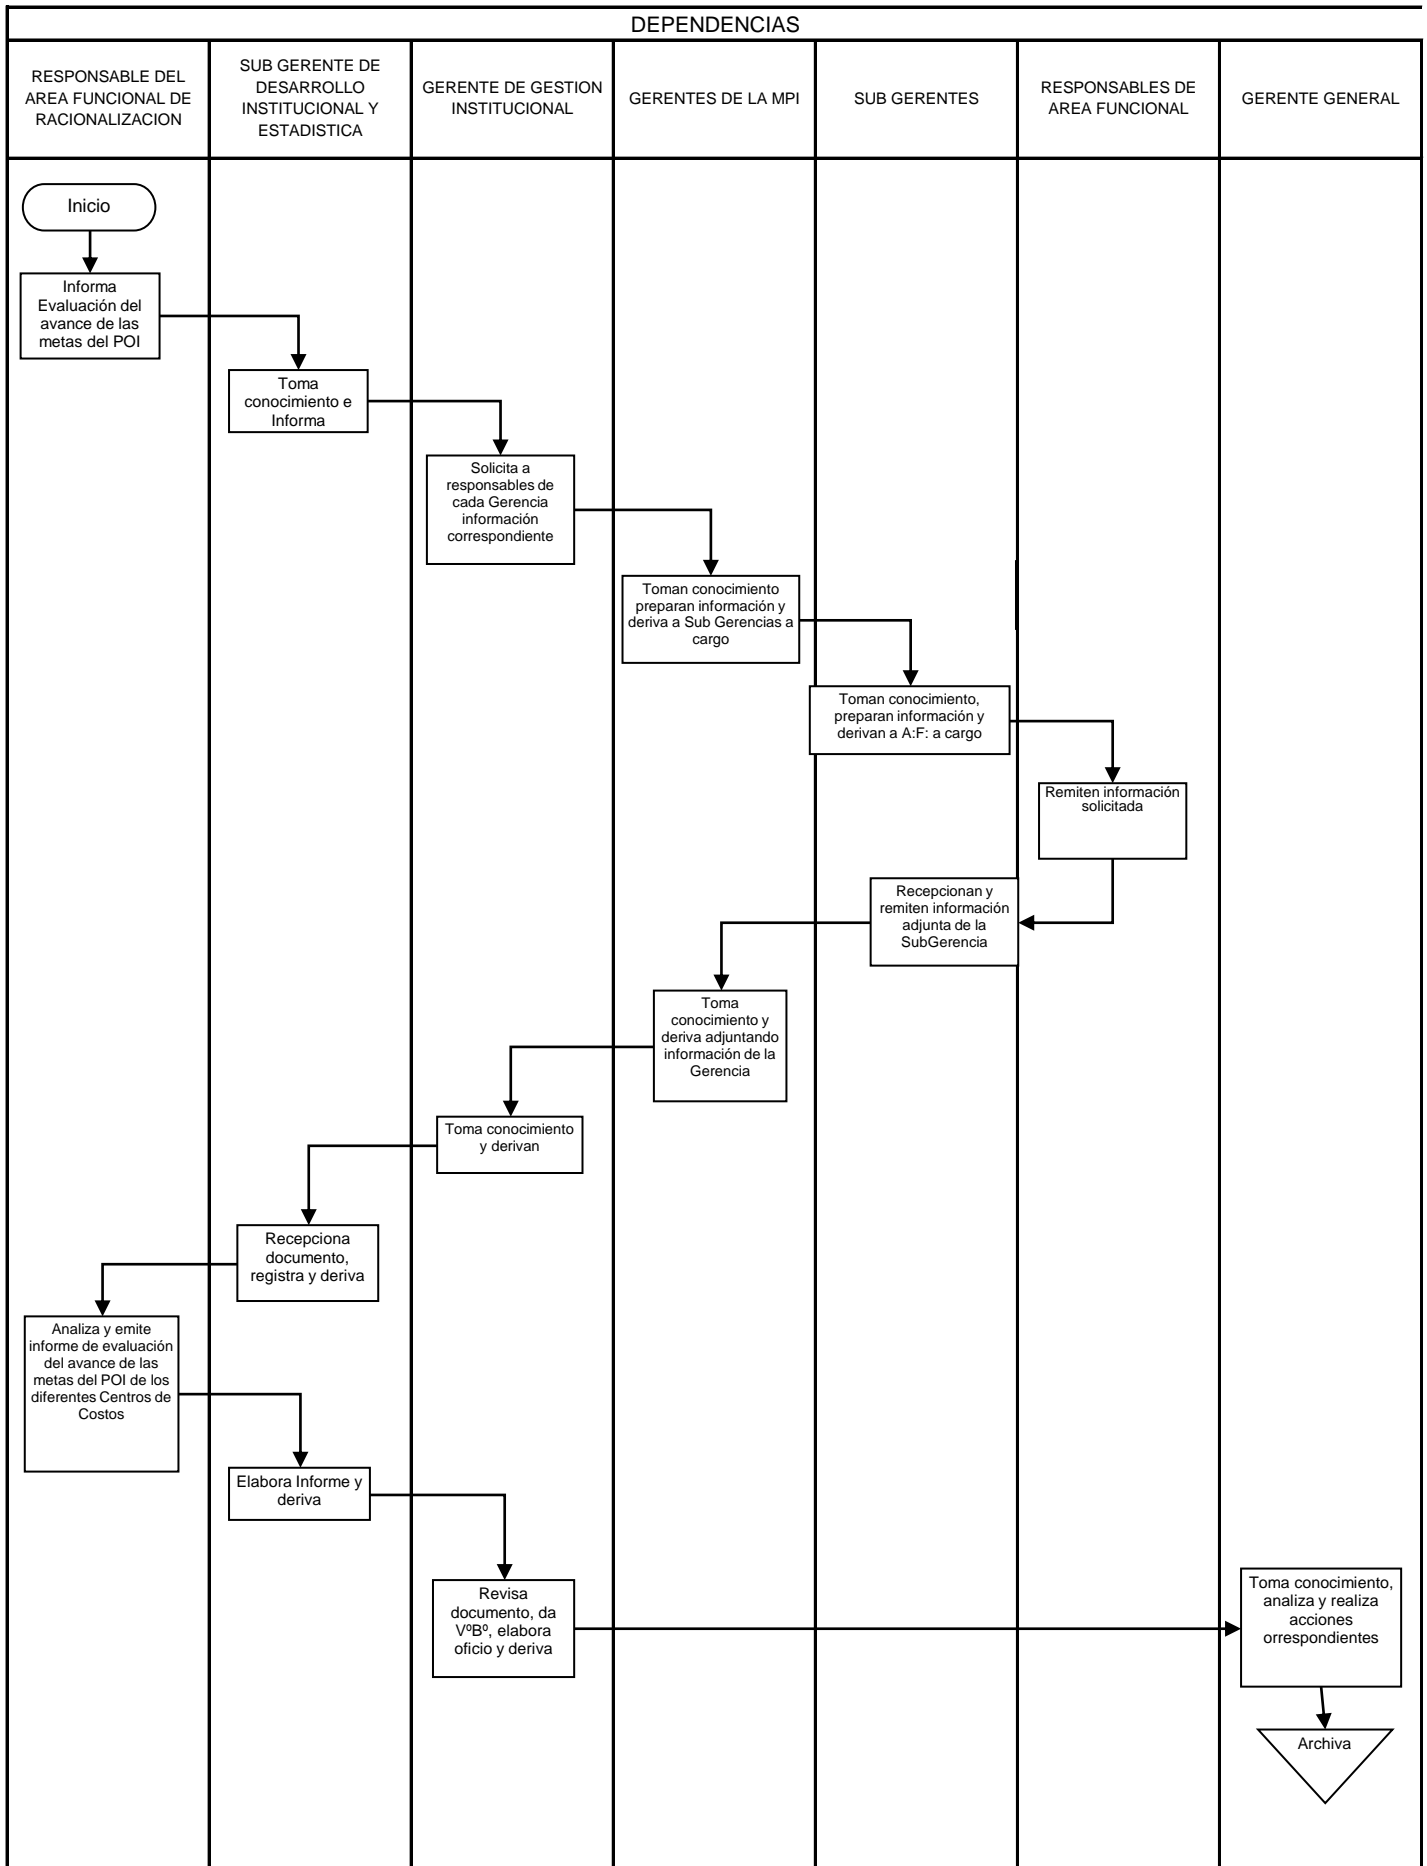 DEPENDENCIAS
RESPONSABLE DEL
AREA FUNCIONAL DE
RACIONALIZACION
SUB GERENTE DE
DESARROLLO
INSTITUCIONAL Y
ESTADISTICA
GERENTE DE GESTION
INSTITUCIONAL
GERENTES DE LA MPI
SUB GERENTES
RESPONSABLES DE
AREA FUNCIONAL
GERENTE GENERAL
Inicio
Informa
Evaluación del
avance de las
metas del POI
Toma
conocimiento e
Informa
Solicita a
responsables de
cada Gerencia
información
correspondiente
Toman conocimiento
preparan información y
deriva a Sub Gerencias a
cargo
Toman conocimiento,
preparan información y
derivan a A:F: a cargo
Remiten información
solicitada
Recepcionan y
remiten información
adjunta de la
SubGerencia
Toma
conocimiento y
deriva adjuntando
información de la
Gerencia
Toma conocimiento
y derivan
Recepciona
documento,
registra y deriva
Analiza y emite
informe de evaluación
del avance de las
metas del POI de los
diferentes Centros de
Costos
Elabora Informe y
deriva
Revisa
documento, da
VºBº, elabora
oficio y deriva
Toma conocimiento,
analiza y realiza
acciones
orrespondientes
Archiva